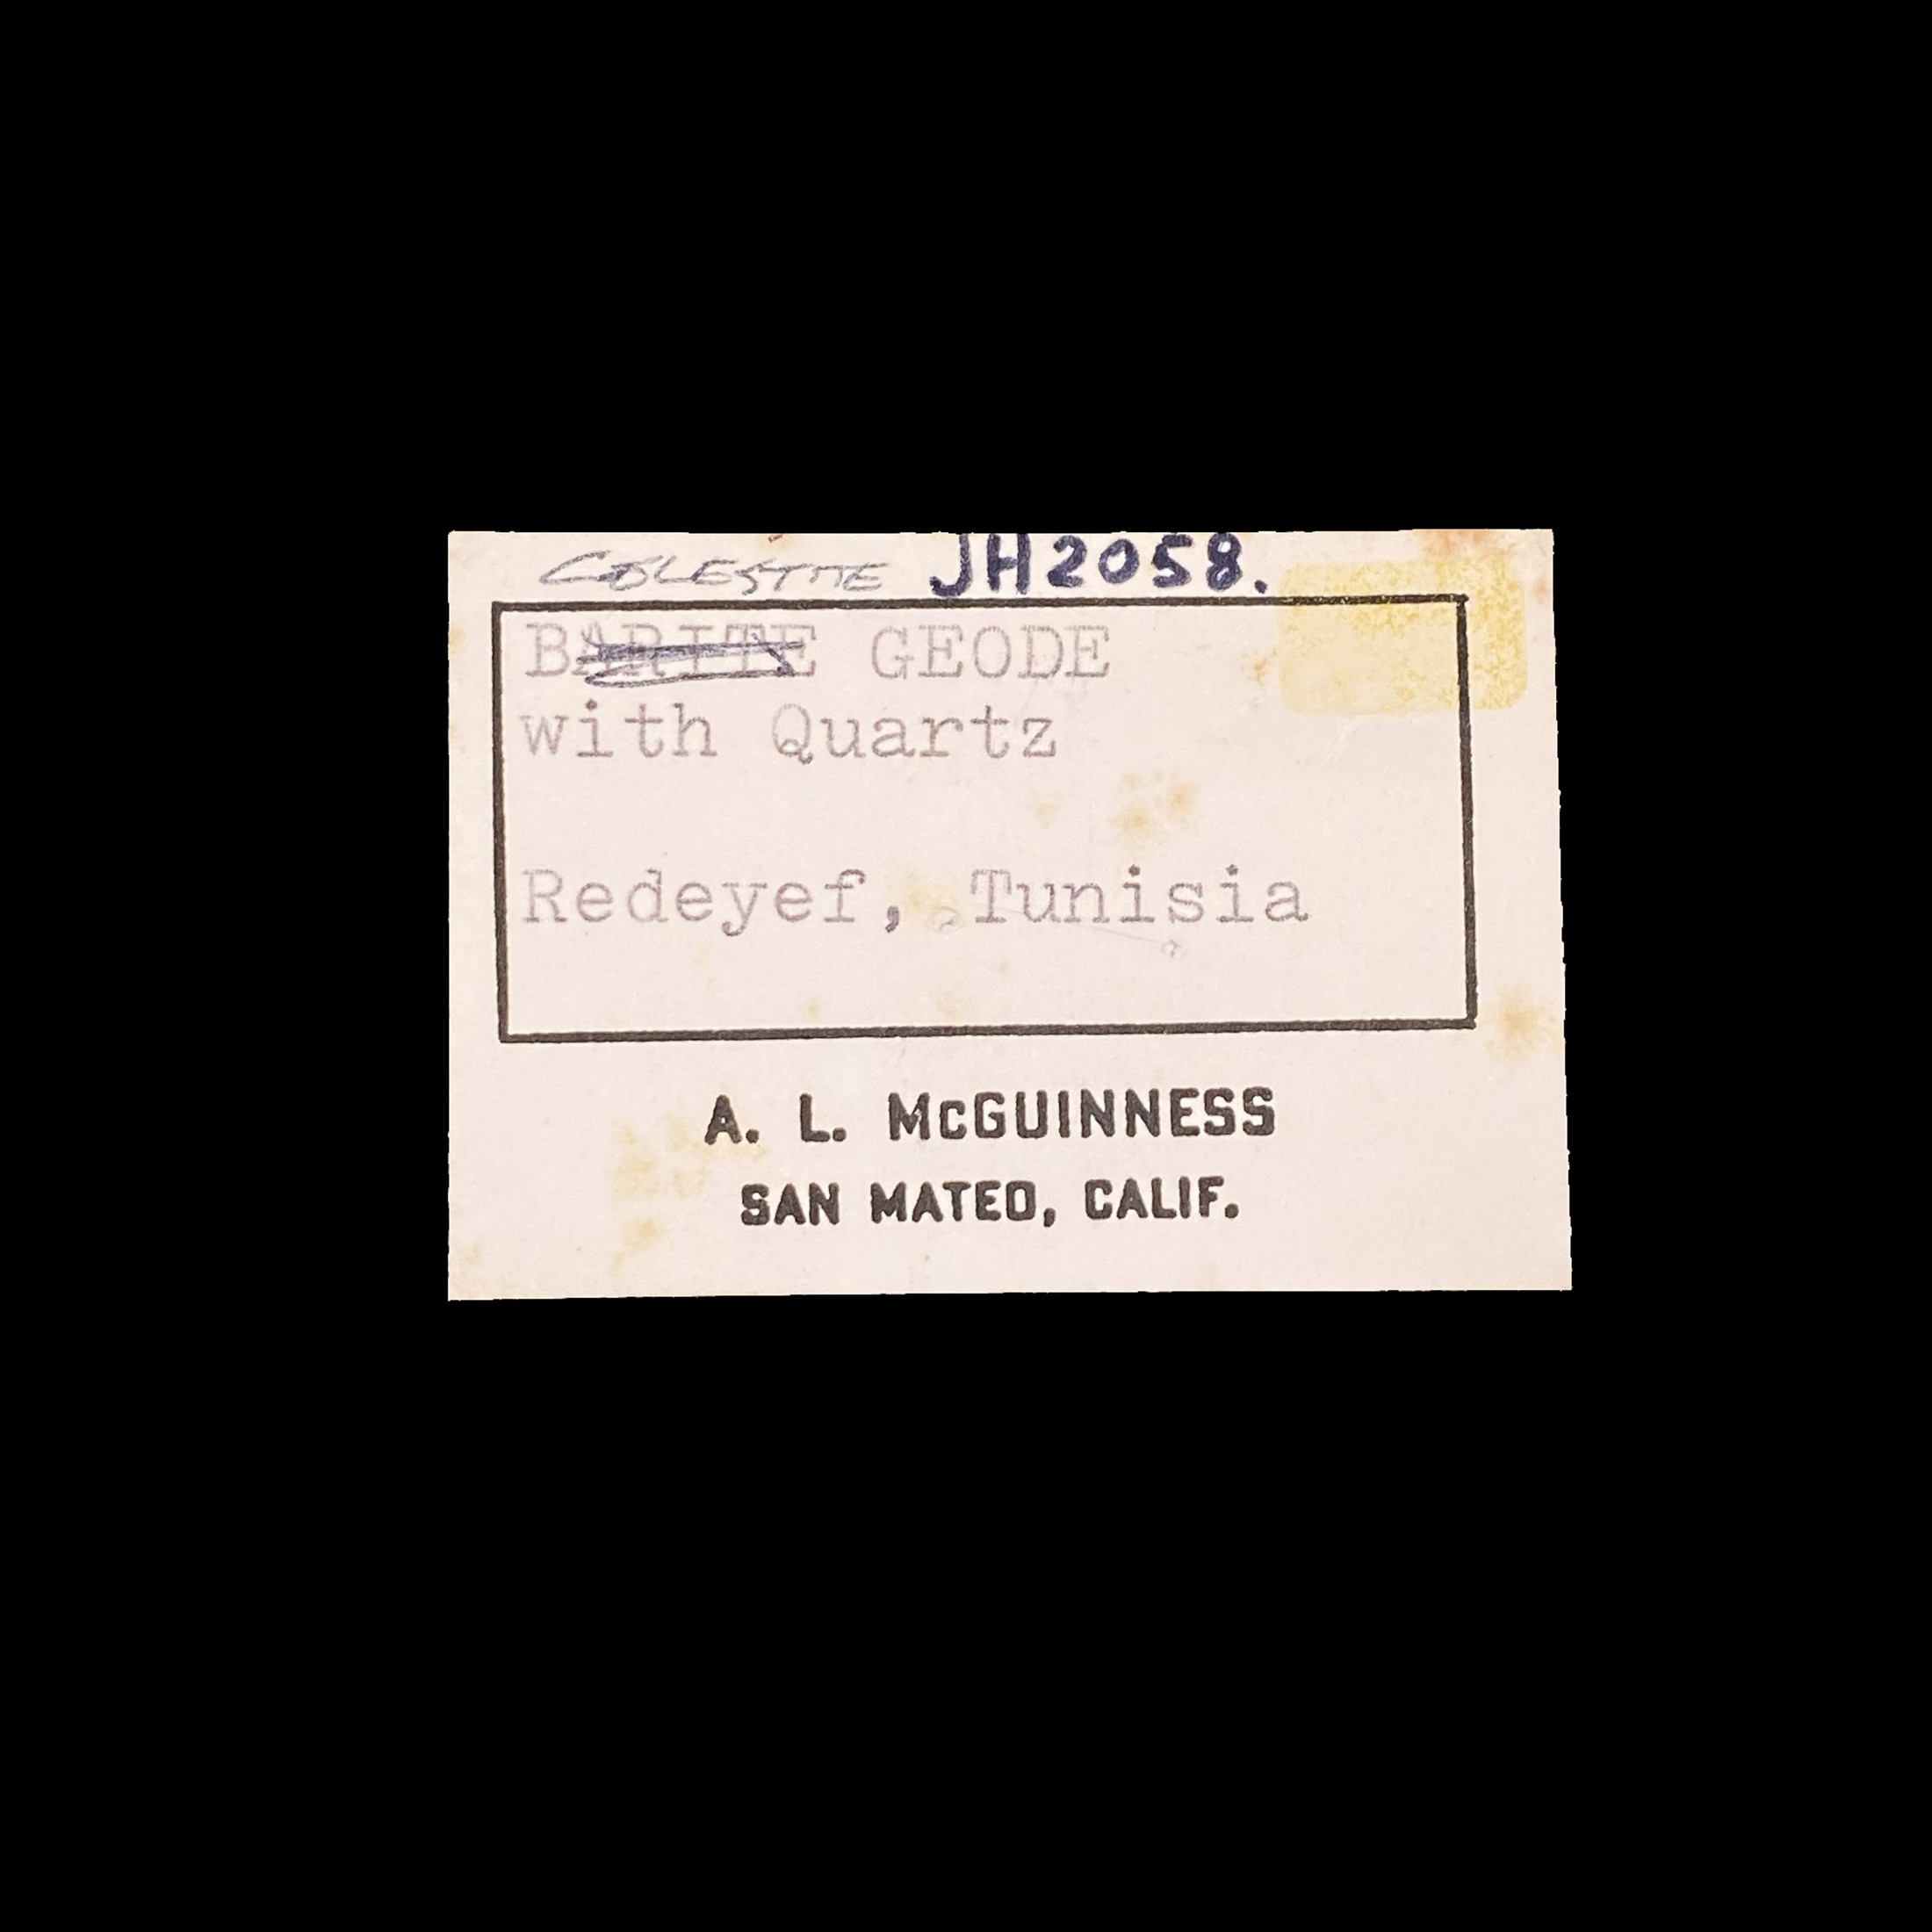 CELESTITE JH2058.
BARITE GEODE
with Quartz
Redeyef, Tunisia
A. L. McGUINNESS
SAN MATEO, CALIF.